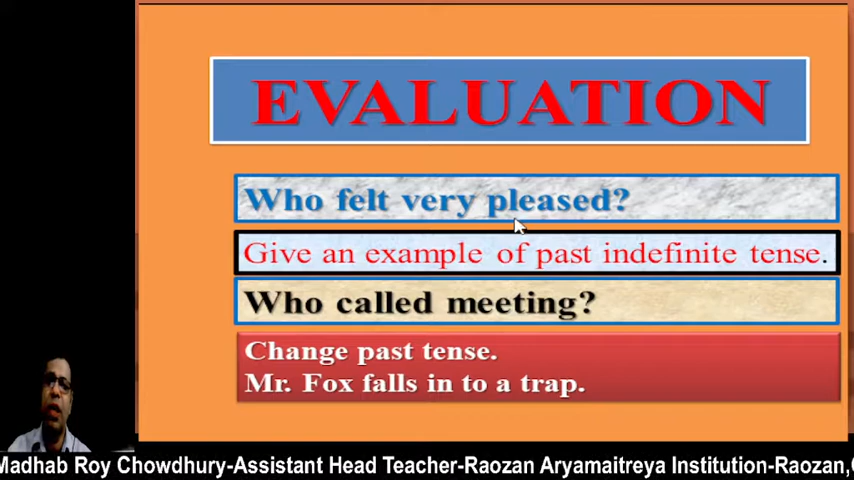 EVALUATION
Who felt very pleased?
Give an example of past indefinite tense.
Who called meeting?
Change past tense.
Mr. Fox falls in to a trap.
Madhab Roy Chowdhury-Assistant Head Teacher-Raozan Aryamaitreya Institution-Raozan,